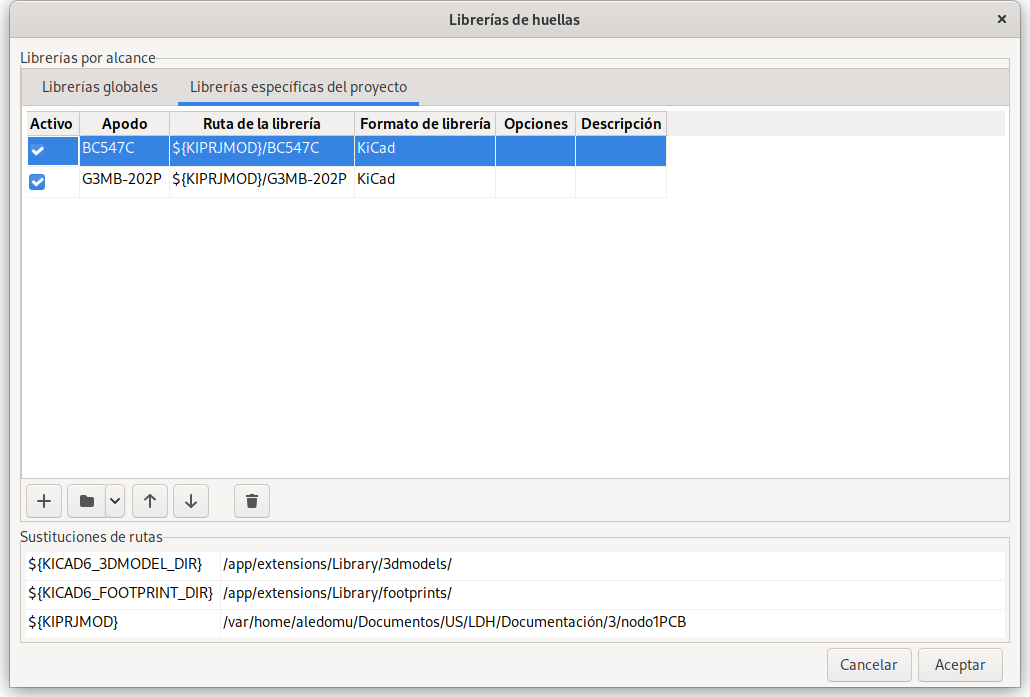 Librerías de huellas
Librerías por alcance
Librerías globales Librerías específicas del proyecto
Activo Apodo Ruta de la librería Formato de librería Opciones Descripción
BC547C ${KIPRJMOD}/BC547C KiCad
G3MB-202P ${KIPRJMOD}/G3MB-202P KiCad
Sustituciones de rutas
${KICAD6_3DMODEL_DIR} /app/extensions/Library/3dmodels/
${KICAD6_FOOTPRINT_DIR} /app/extensions/Library/footprints/
${KIPRJMOD} /var/home/aledomu/Documentos/US/LDH/Documentación/3/nodo1PCB
Cancelar Aceptar